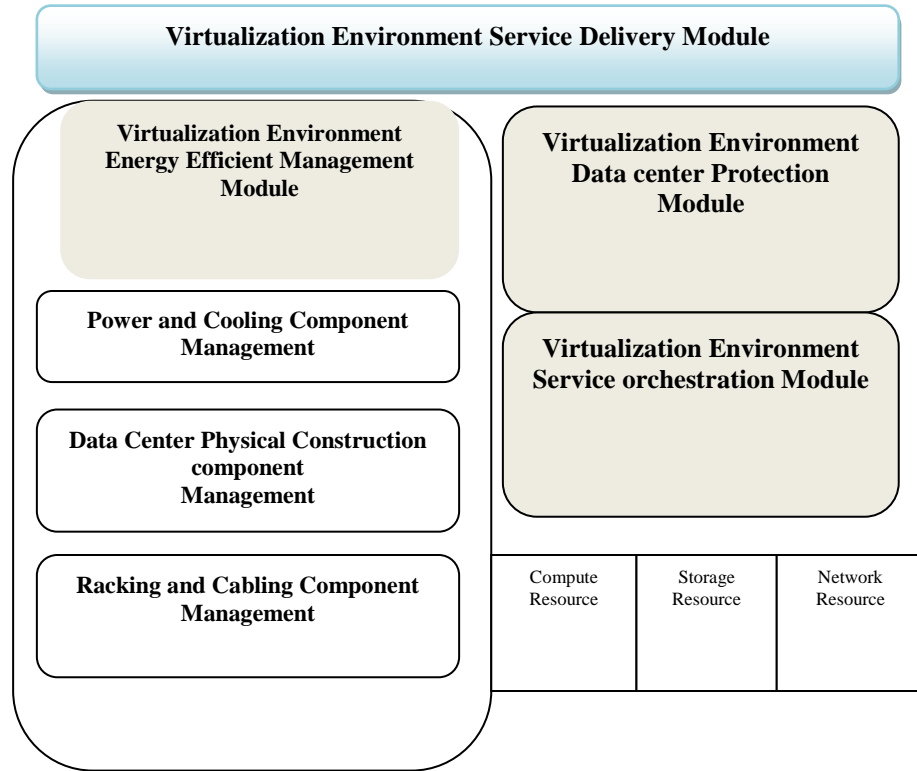 Virtualization Environment Service Delivery Module
Virtualization Environment
Energy Efficient Management
Module
Power and Cooling Component
Management
Data Center Physical Construction
component
Management
Racking and Cabling Component
Management
Virtualization Environment
Data center Protection
Module
Virtualization Environment
Service orchestration Module
Compute
Resource
Storage
Resource
Network
Resource